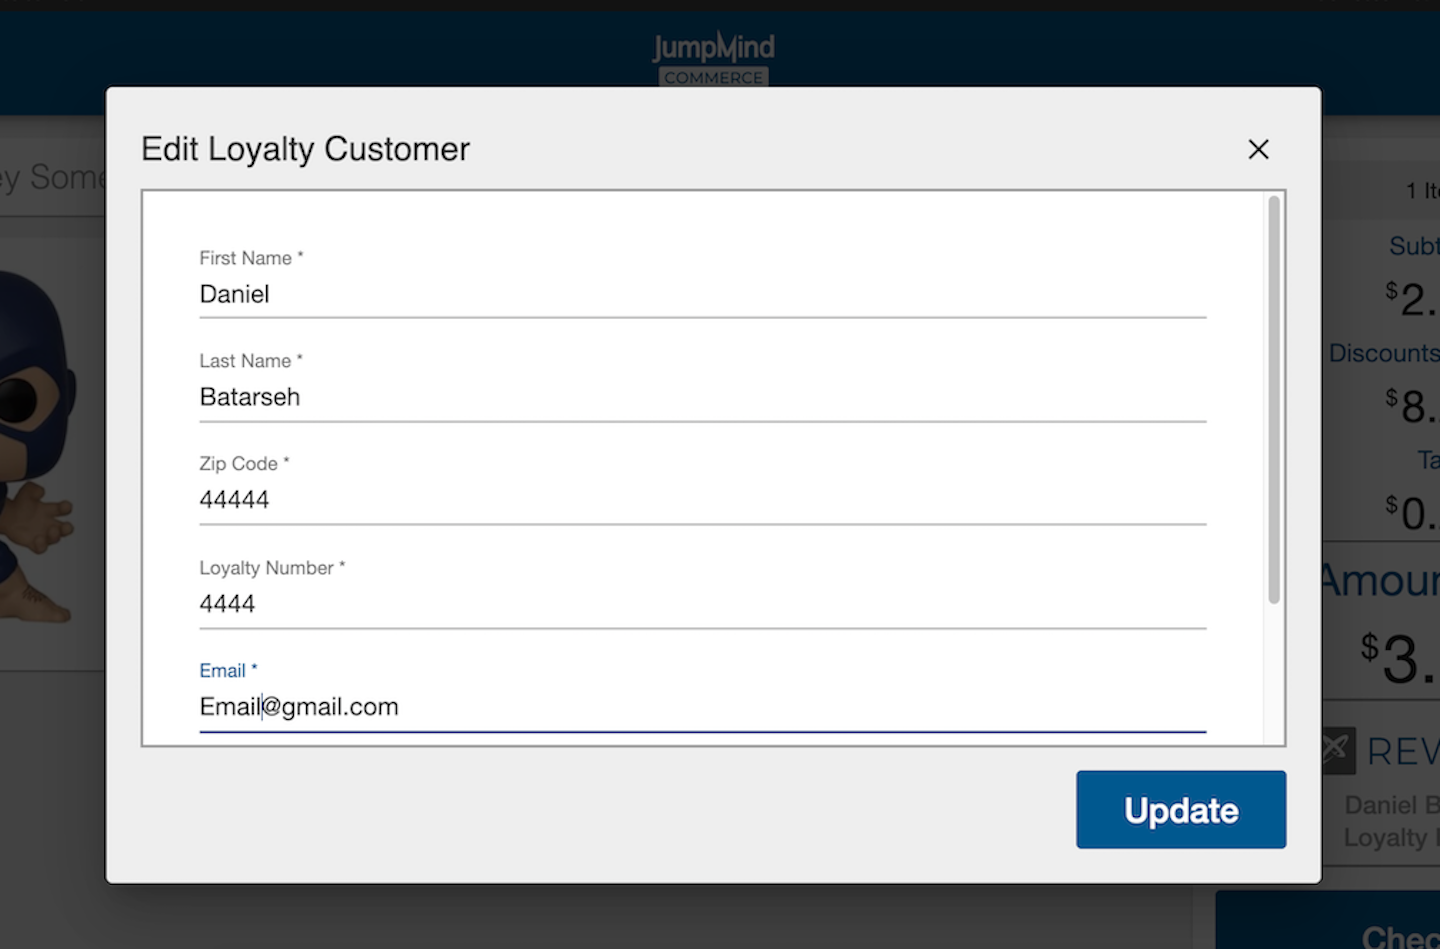 JumpMind
COMMERCE
Edit Loyalty Customer
First Name *
Daniel
Last Name *
Batarseh
Zip Code *
44444
Loyalty Number *
4444
Email *
Email@gmail.com
Update
ey Some
1 It
Subt
$2.
Discounts
$8.
Ta
$0.
Amoun
$3.
REV
Daniel B
Loyalty
Chec